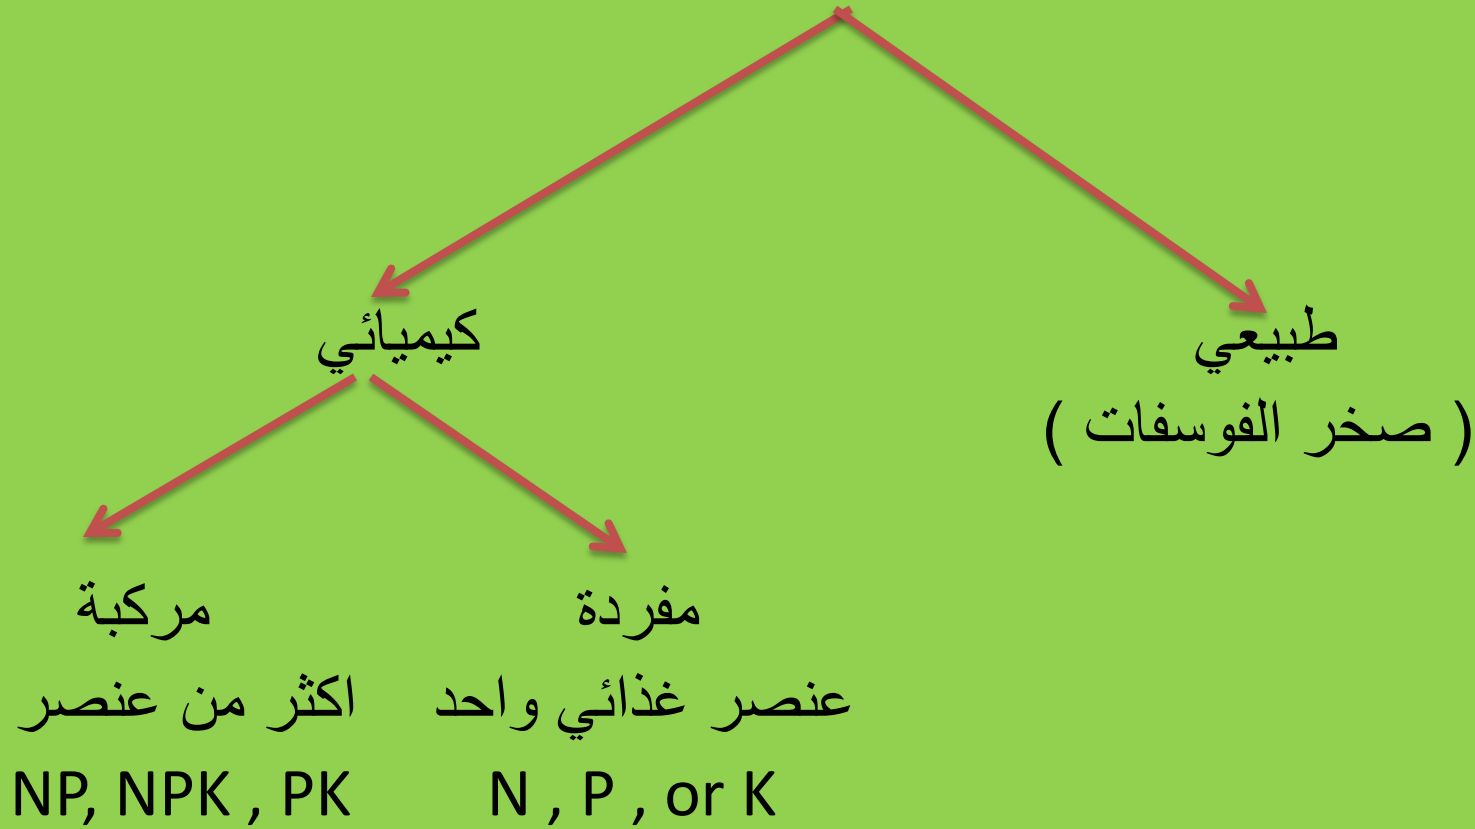 طبيعي
( صخر الفوسفات )
كيميائي
مفردة
عنصر غذائي واحد
N , P , or K
مركبة
اكثر من عنصر
NP, NPK , PK